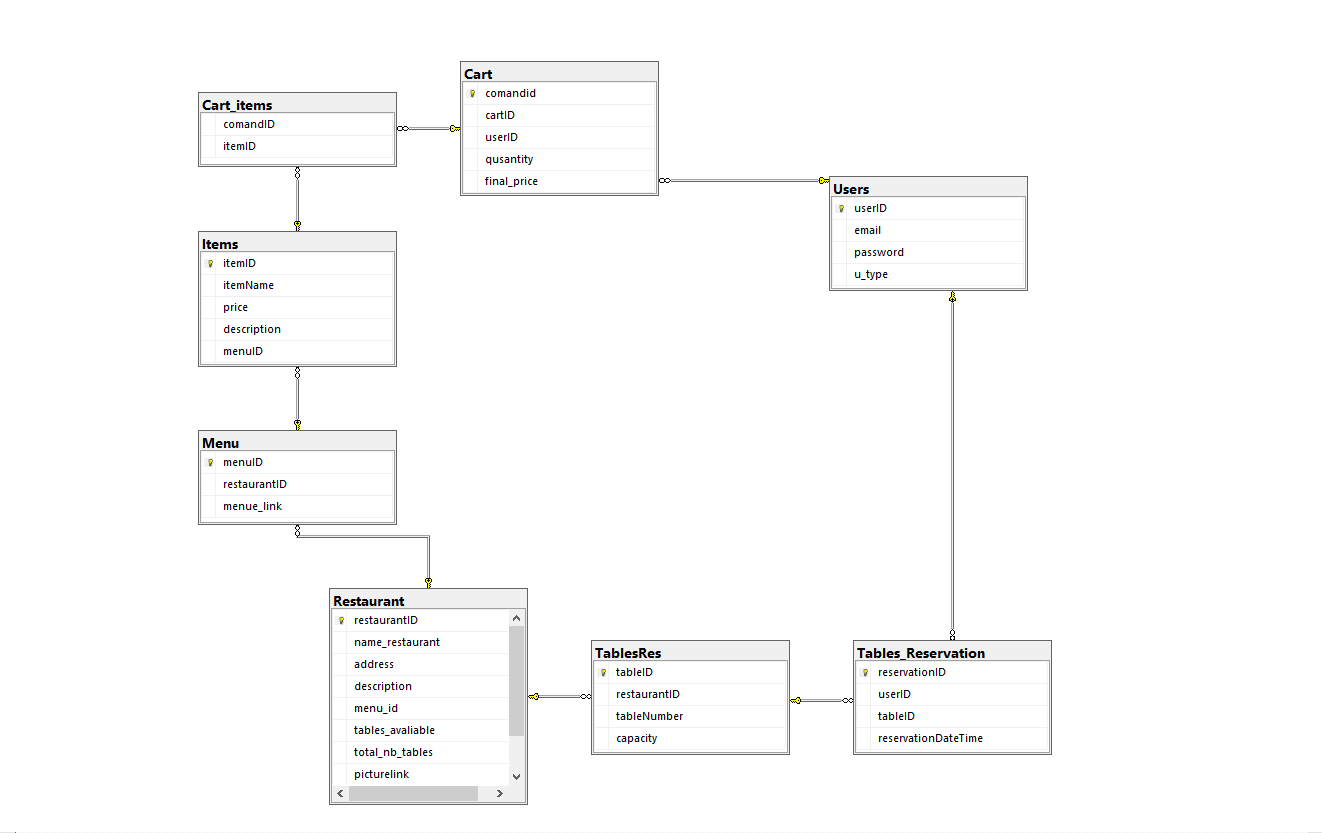 Cart
comandid
cartID
userID
qusantity
final_price
Cart_items
comandID
itemID
Users
userID
email
password
u_type
Items
itemID
itemName
price
description
menuID
Menu
menuID
restaurantID
menue_link
Restaurant
restaurantID
name_restaurant
address
description
menu_id
tables_avaliable
total_nb_tables
picturelink
TablesRes
tableID
restaurantID
tableNumber
capacity
Tables_Reservation
reservationID
userID
tableID
reservationDateTime